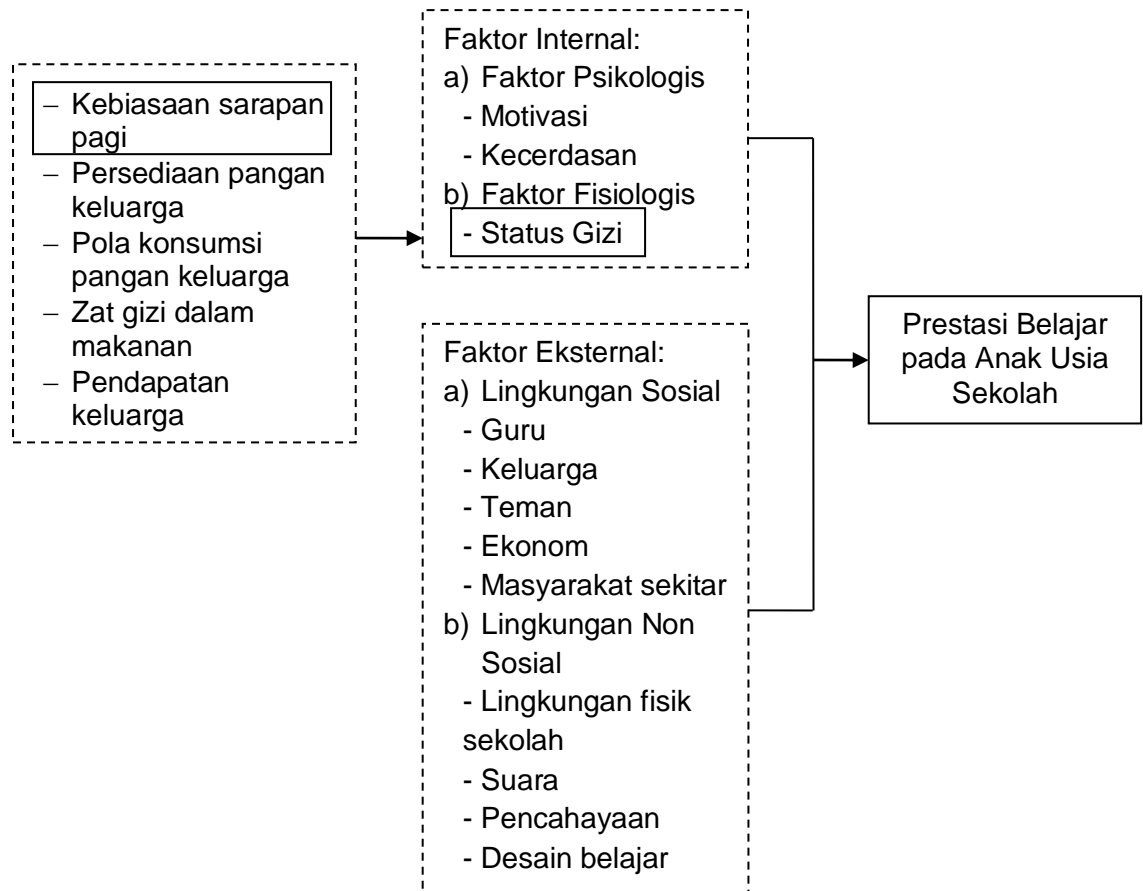 – Kebiasaan sarapan
pagi
– Persediaan pangan
keluarga
– Pola konsumsi
pangan keluarga
– Zat gizi dalam
makanan
– Pendapatan
keluarga
Faktor Internal:
a) Faktor Psikologis
- Motivasi
- Kecerdasan
b) Faktor Fisiologis
- Status Gizi
Faktor Eksternal:
a) Lingkungan Sosial
- Guru
- Keluarga
- Teman
- Ekonom
- Masyarakat sekitar
b) Lingkungan Non
Sosial
- Lingkungan fisik
sekolah
- Suara
- Pencahayaan
- Desain belajar
Prestasi Belajar
pada Anak Usia
Sekolah